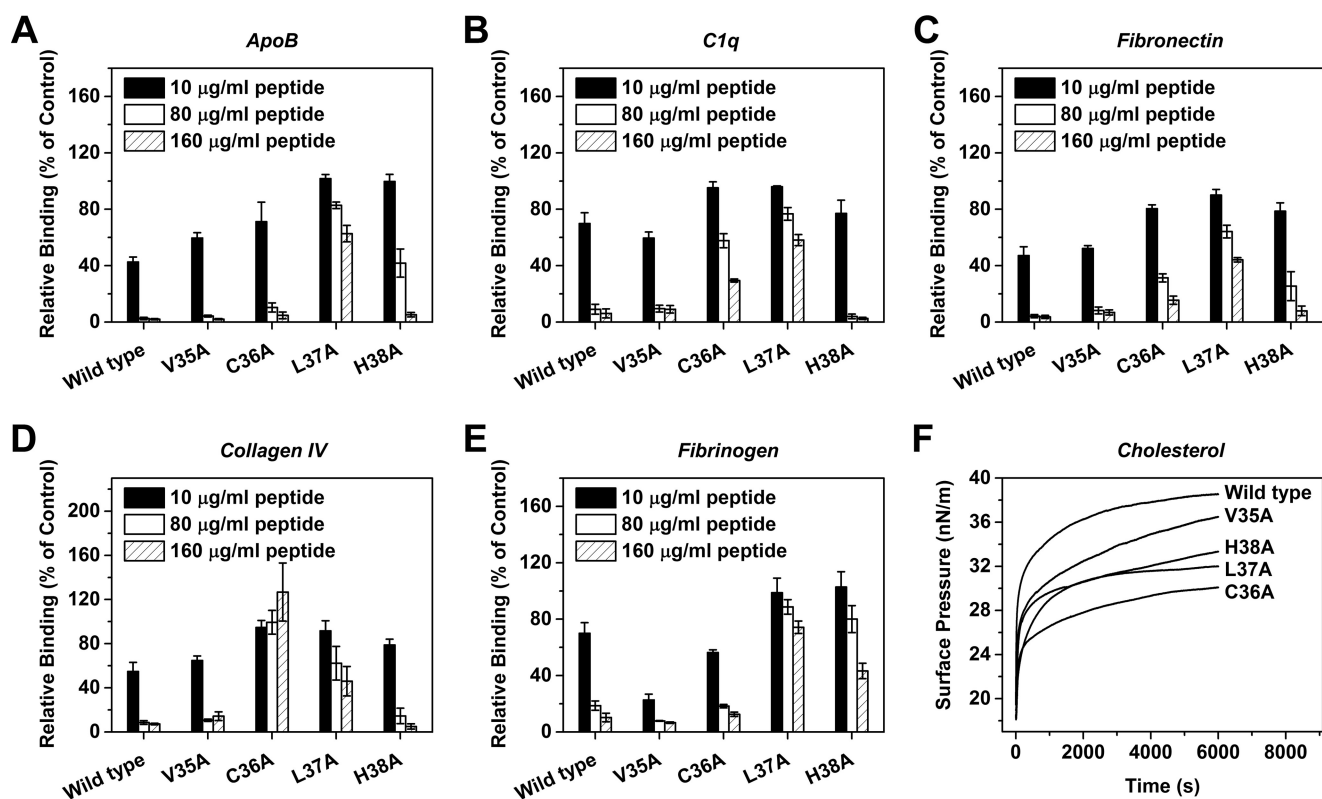 A
ApoB
Relative Binding (% of Control)
160
120
80
40
0
10 μg/ml peptide
80 μg/ml peptide
160 μg/ml peptide
Wild type
V35A
C36A
L37A
H38A
B
C1q
Relative Binding (% of Control)
160
120
80
40
0
10 μg/ml peptide
80 μg/ml peptide
160 μg/ml peptide
Wild type
V35A
C36A
L37A
H38A
C
Fibronectin
Relative Binding (% of Control)
160
120
80
40
0
10 μg/ml peptide
80 μg/ml peptide
160 μg/ml peptide
Wild type
V35A
C36A
L37A
H38A
D
Collagen IV
Relative Binding (% of Control)
200
160
120
80
40
0
10 μg/ml peptide
80 μg/ml peptide
160 μg/ml peptide
Wild type
V35A
C36A
L37A
H38A
E
Fibrinogen
Relative Binding (% of Control)
160
120
80
40
0
10 μg/ml peptide
80 μg/ml peptide
160 μg/ml peptide
Wild type
V35A
C36A
L37A
H38A
F
Cholesterol
Surface Pressure (nN/m)
40
36
32
28
24
20
Wild type
V35A
H38A
L37A
C36A
0
2000
4000
6000
8000
Time (s)